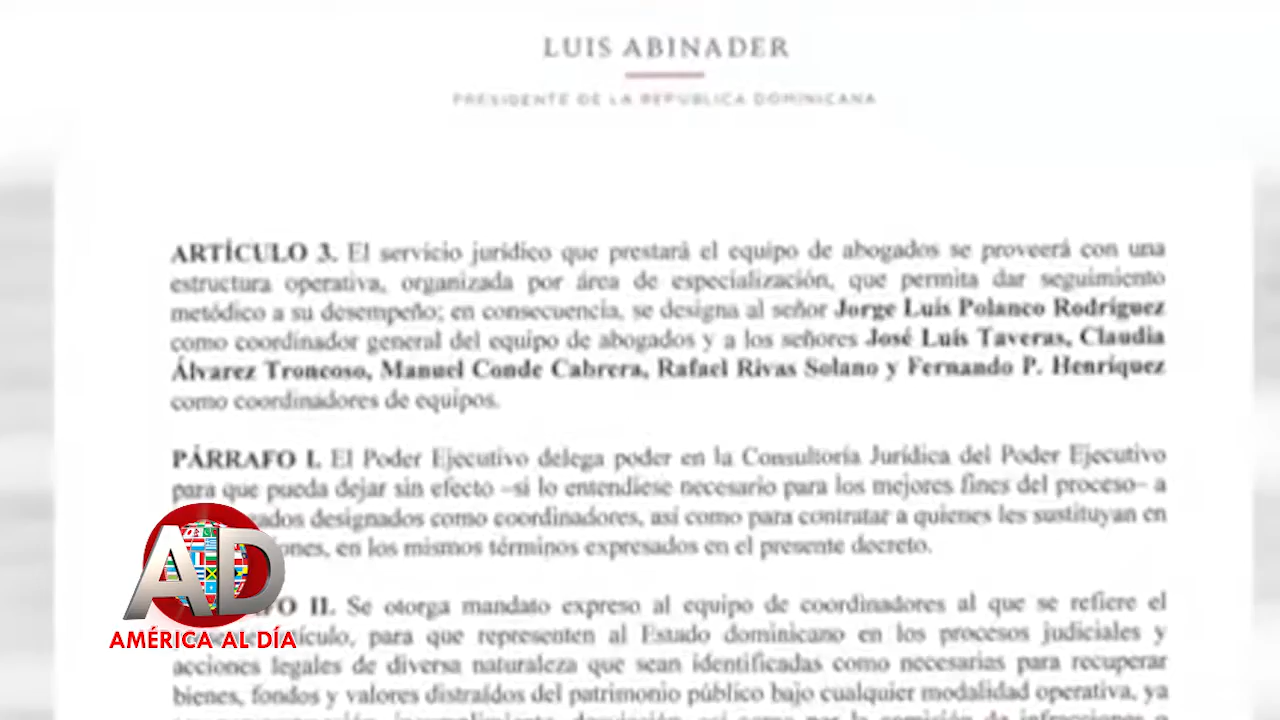 LUIS ABINADER
PRESIDENTE DE LA REPÚBLICA DOMINICANA
ARTÍCULO 3. El servicio jurídico que prestará el equipo de abogados se proveerá con una
estructura operativa, organizada por área de especialización, que permita dar seguimiento
metódico a su desempeño; en consecuencia, se designa al señor Jorge Luis Polanco Rodríguez
como coordinador general del equipo de abogados y a los señores José Luis Taveras, Claudia
Álvarez Troncoso, Manuel Conde Cabrera, Rafael Rivas Solano y Fernando P. Henríquez
como coordinadores de equipos.
PÁRRAFO I. El Poder Ejecutivo delega poder en la Consultoría Jurídica del Poder Ejecutivo
para que pueda dejar sin efecto –si lo entendiese necesario para los mejores fines del proceso– a
ados designados como coordinadores, así como para contratar a quienes les sustituyan en
ones, en los mismos términos expresados en el presente decreto.
FO II. Se otorga mandato expreso al equipo de coordinadores al que se refiere el
ículo, para que representen al Estado dominicano en los procesos judiciales y
acciones legales de diversa naturaleza que sean identificadas como necesarias para recuperar
bienes, fondos y valores distraídos del patrimonio público bajo cualquier modalidad operativa, ya
AD
AMÉRICA AL DÍA